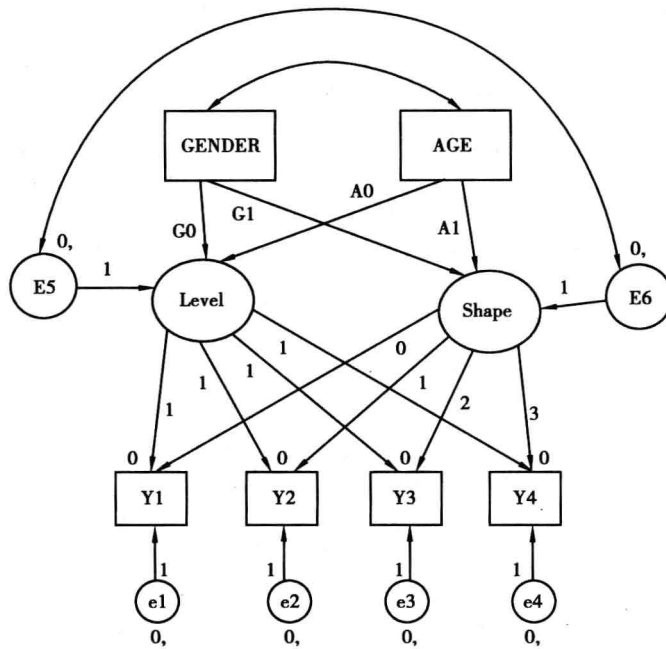 GENDER AGE
A0
G1
G0 A1
0, 0,
1 1
E5 Level Shape E6
1 0
1 1 1
1 2 3
0 0 0 0
Y1 Y2 Y3 Y4
1 1 1 1
e1 e2 e3 e4
0, 0, 0, 0,